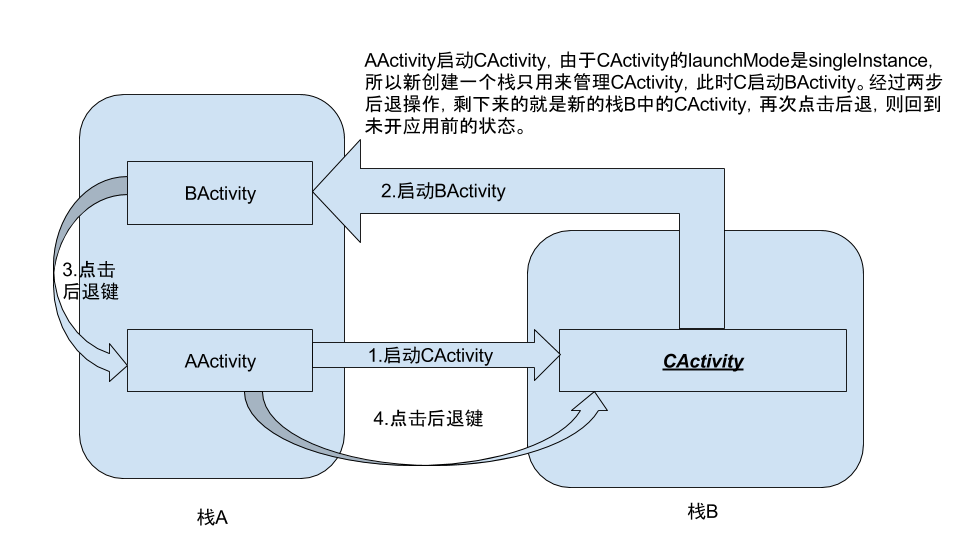 AActivity启动CActivity, 由于CActivity的launchMode是singleInstance,
所以新创建一个栈只用来管理CActivity, 此时C启动BActivity。经过两步
后退操作, 剩下来的就是新的栈B中的CActivity, 再次点击后退, 则回到
未开应用前的状态。
BActivity
2.启动BActivity
3.点击
后退键
AActivity
1.启动CActivity
CActivity
4.点击后退键
栈A
栈B